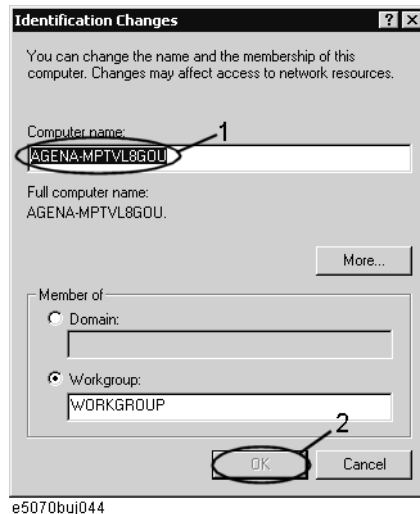 Identification Changes
You can change the name and the membership of this
computer. Changes may affect access to network resources.
Computer name:
1
AGENA-MPTVL8GOU
Full computer name:
AGENA-MPTVL8GOU.
More...
Member of
Domain:
Workgroup:
WORKGROUP
2
OK
Cancel
e5070buj044